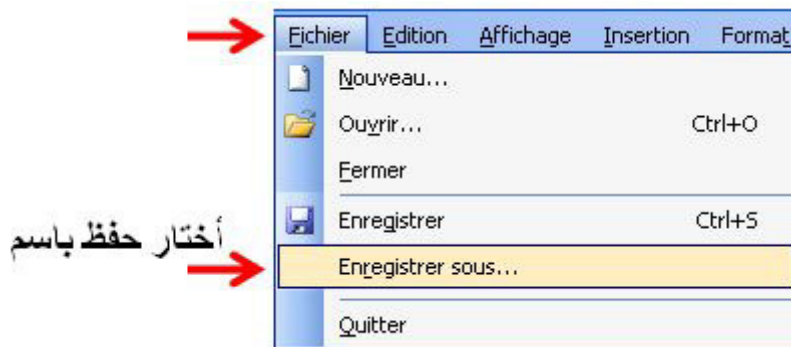 Fichier Edition Affichage Insertion Format
Nouveau...
Ouvrir... Ctrl+O
Fermer
Enregistrer Ctrl+S
أختار حفظ باسم
Enregistrer sous...
Quitter